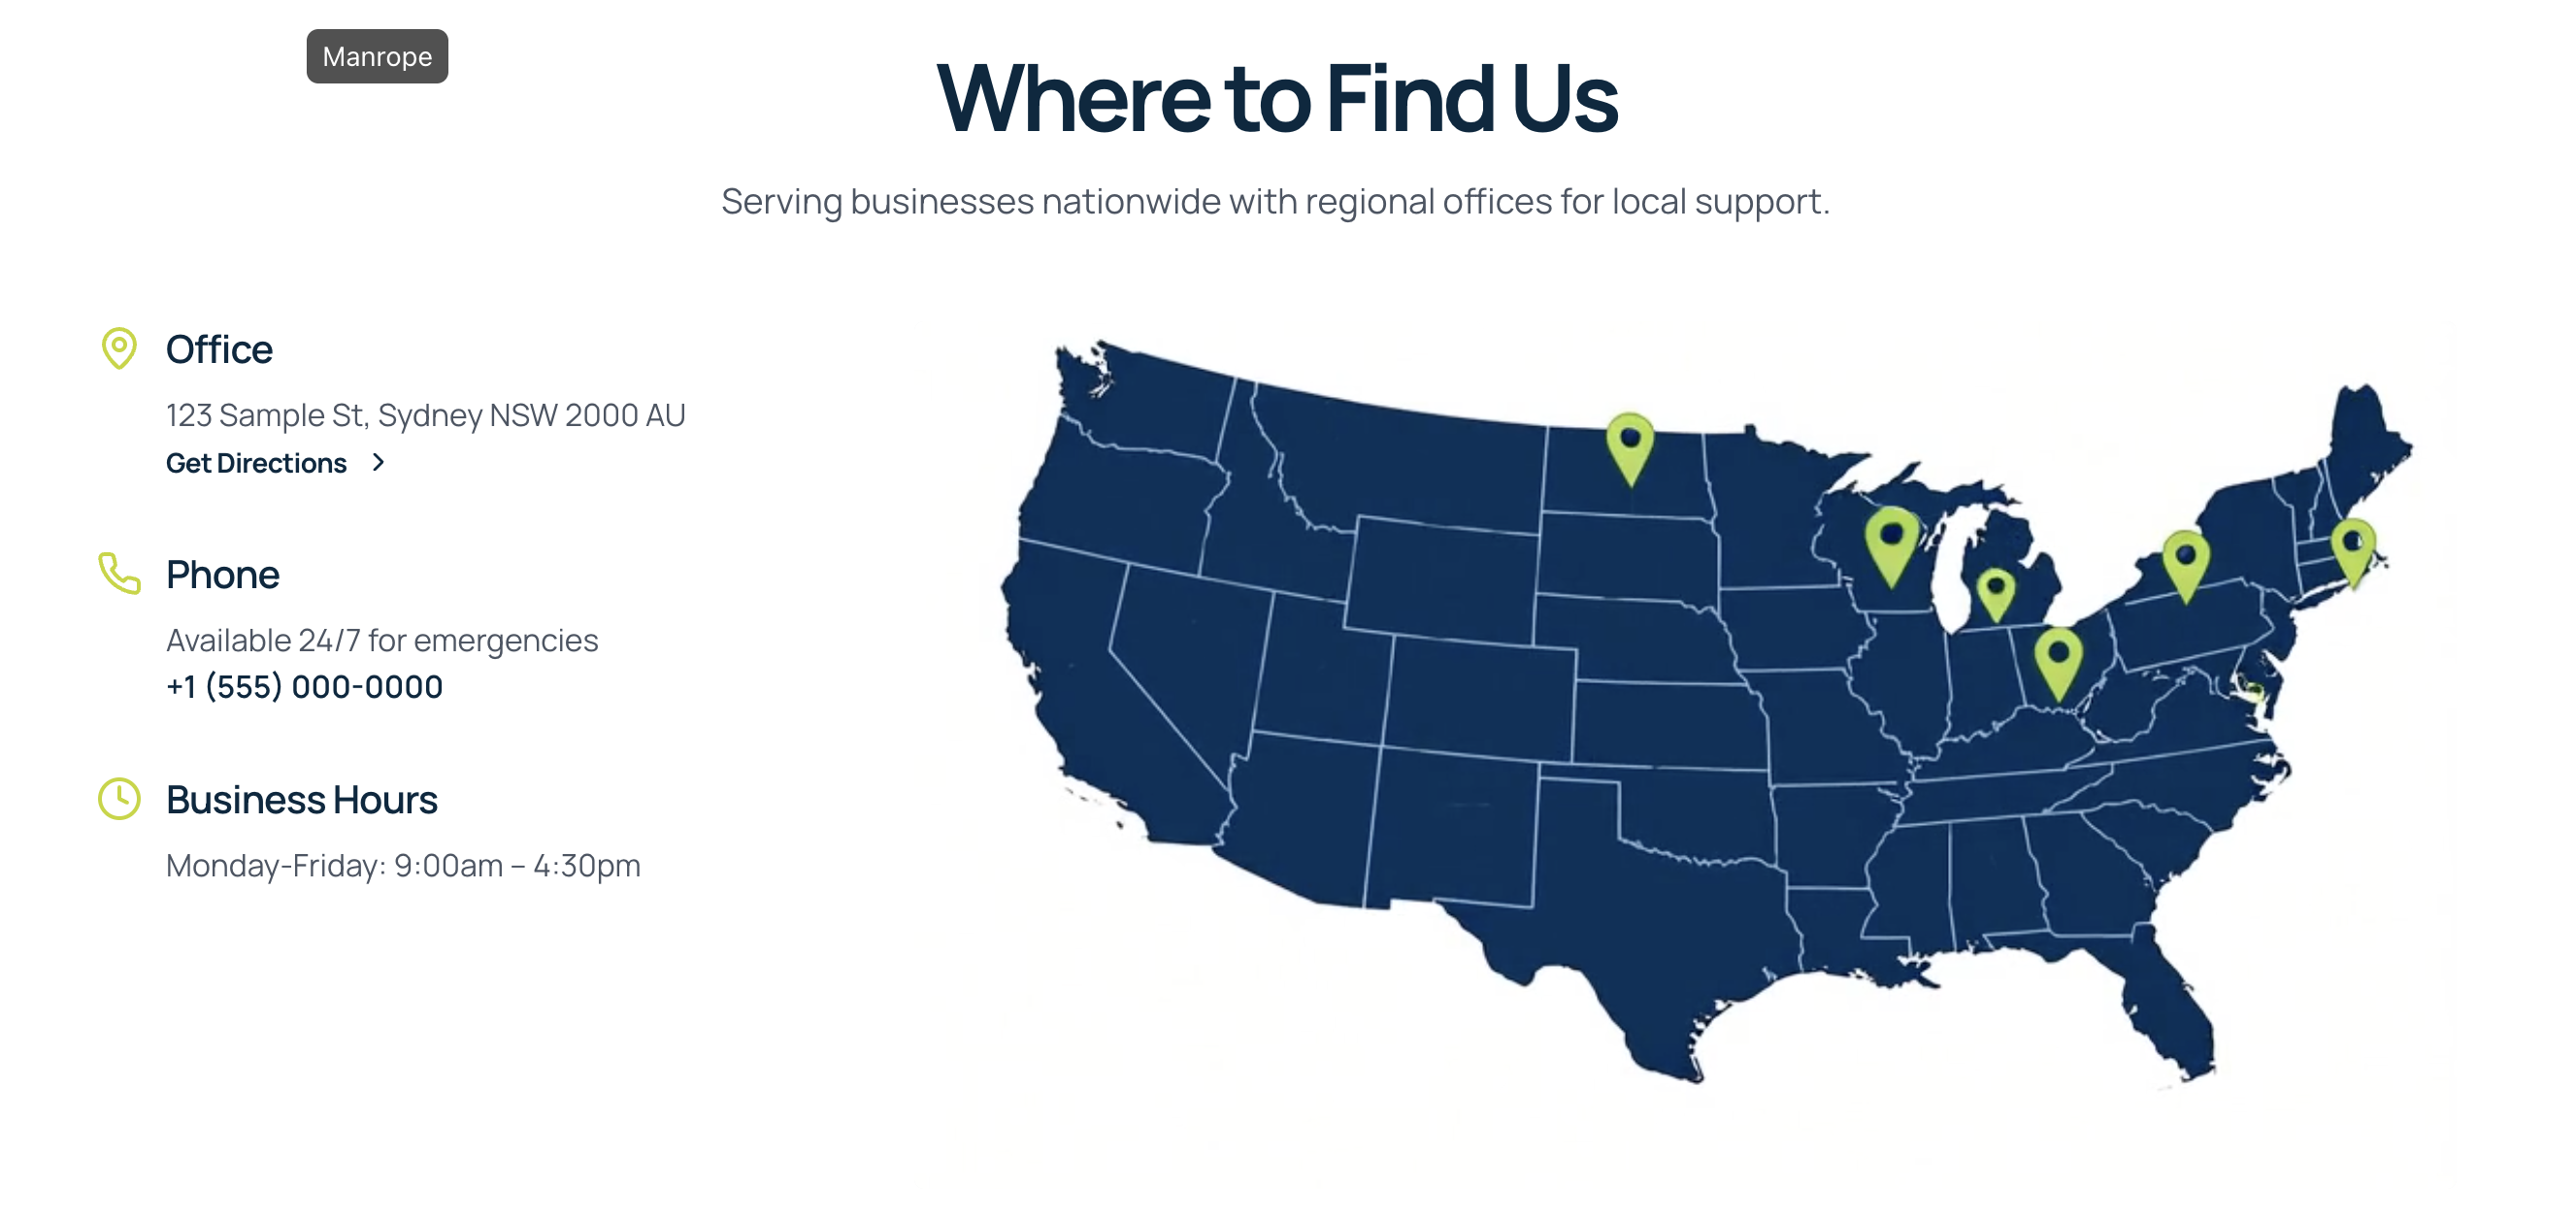 Manrope
Where to Find Us
Serving businesses nationwide with regional offices for local support.
Office
123 Sample St, Sydney NSW 2000 AU
Get Directions
Phone
Available 24/7 for emergencies
+1 (555) 000-0000
Business Hours
Monday-Friday: 9:00am – 4:30pm